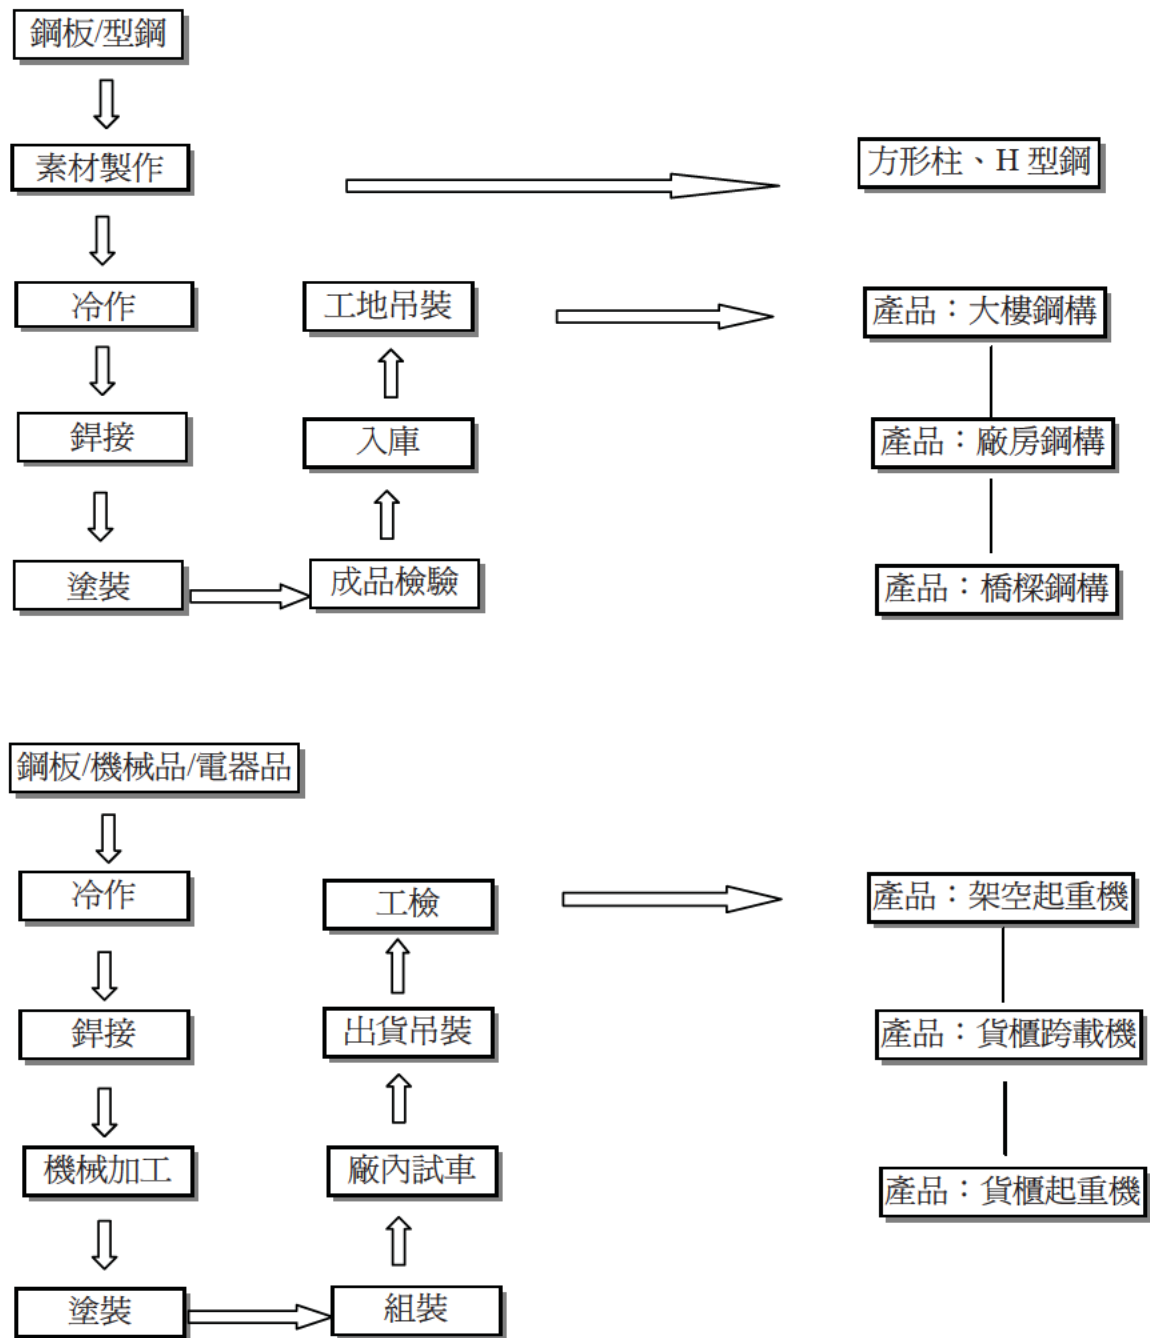 鋼板/型鋼
素材製作
方形柱、H 型鋼
冷作
工地吊裝
產品：大樓鋼構
銲接
入庫
產品：廠房鋼構
塗裝
成品檢驗
產品：橋樑鋼構
鋼板/機械品/電器品
冷作
工檢
產品：架空起重機
銲接
出貨吊裝
產品：貨櫃跨載機
機械加工
廠內試車
產品：貨櫃起重機
塗裝
組裝